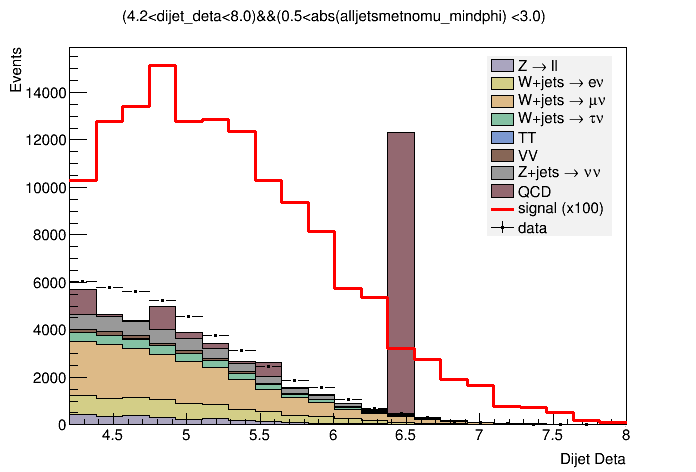 (4.2<dijet_deta<8.0)&&(0.5<abs(alljetsmetnomu_mindphi) <3.0)
Events
14000
12000
10000
8000
6000
4000
2000
0
Z → ll
W+jets → eν
W+jets → μν
W+jets → τν
TT
VV
Z+jets → νν
QCD
signal (x100)
data
4.5 5 5.5 6 6.5 7 7.5 8
Dijet Deta